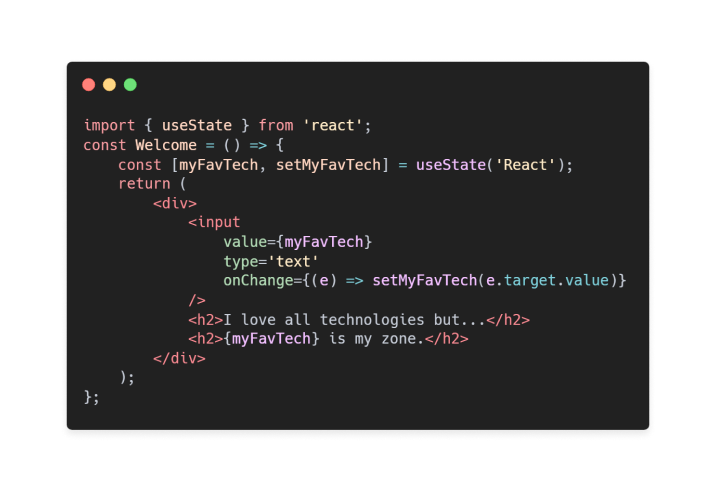 import { useState } from 'react';
const Welcome = () => {
    const [myFavTech, setMyFavTech] = useState('React');
    return (
        <div>
            <input
                value={myFavTech}
                type='text'
                onChange={(e) => setMyFavTech(e.target.value)}
            />
            <h2>I love all technologies but...</h2>
            <h2>{myFavTech} is my zone.</h2>
        </div>
    );
};